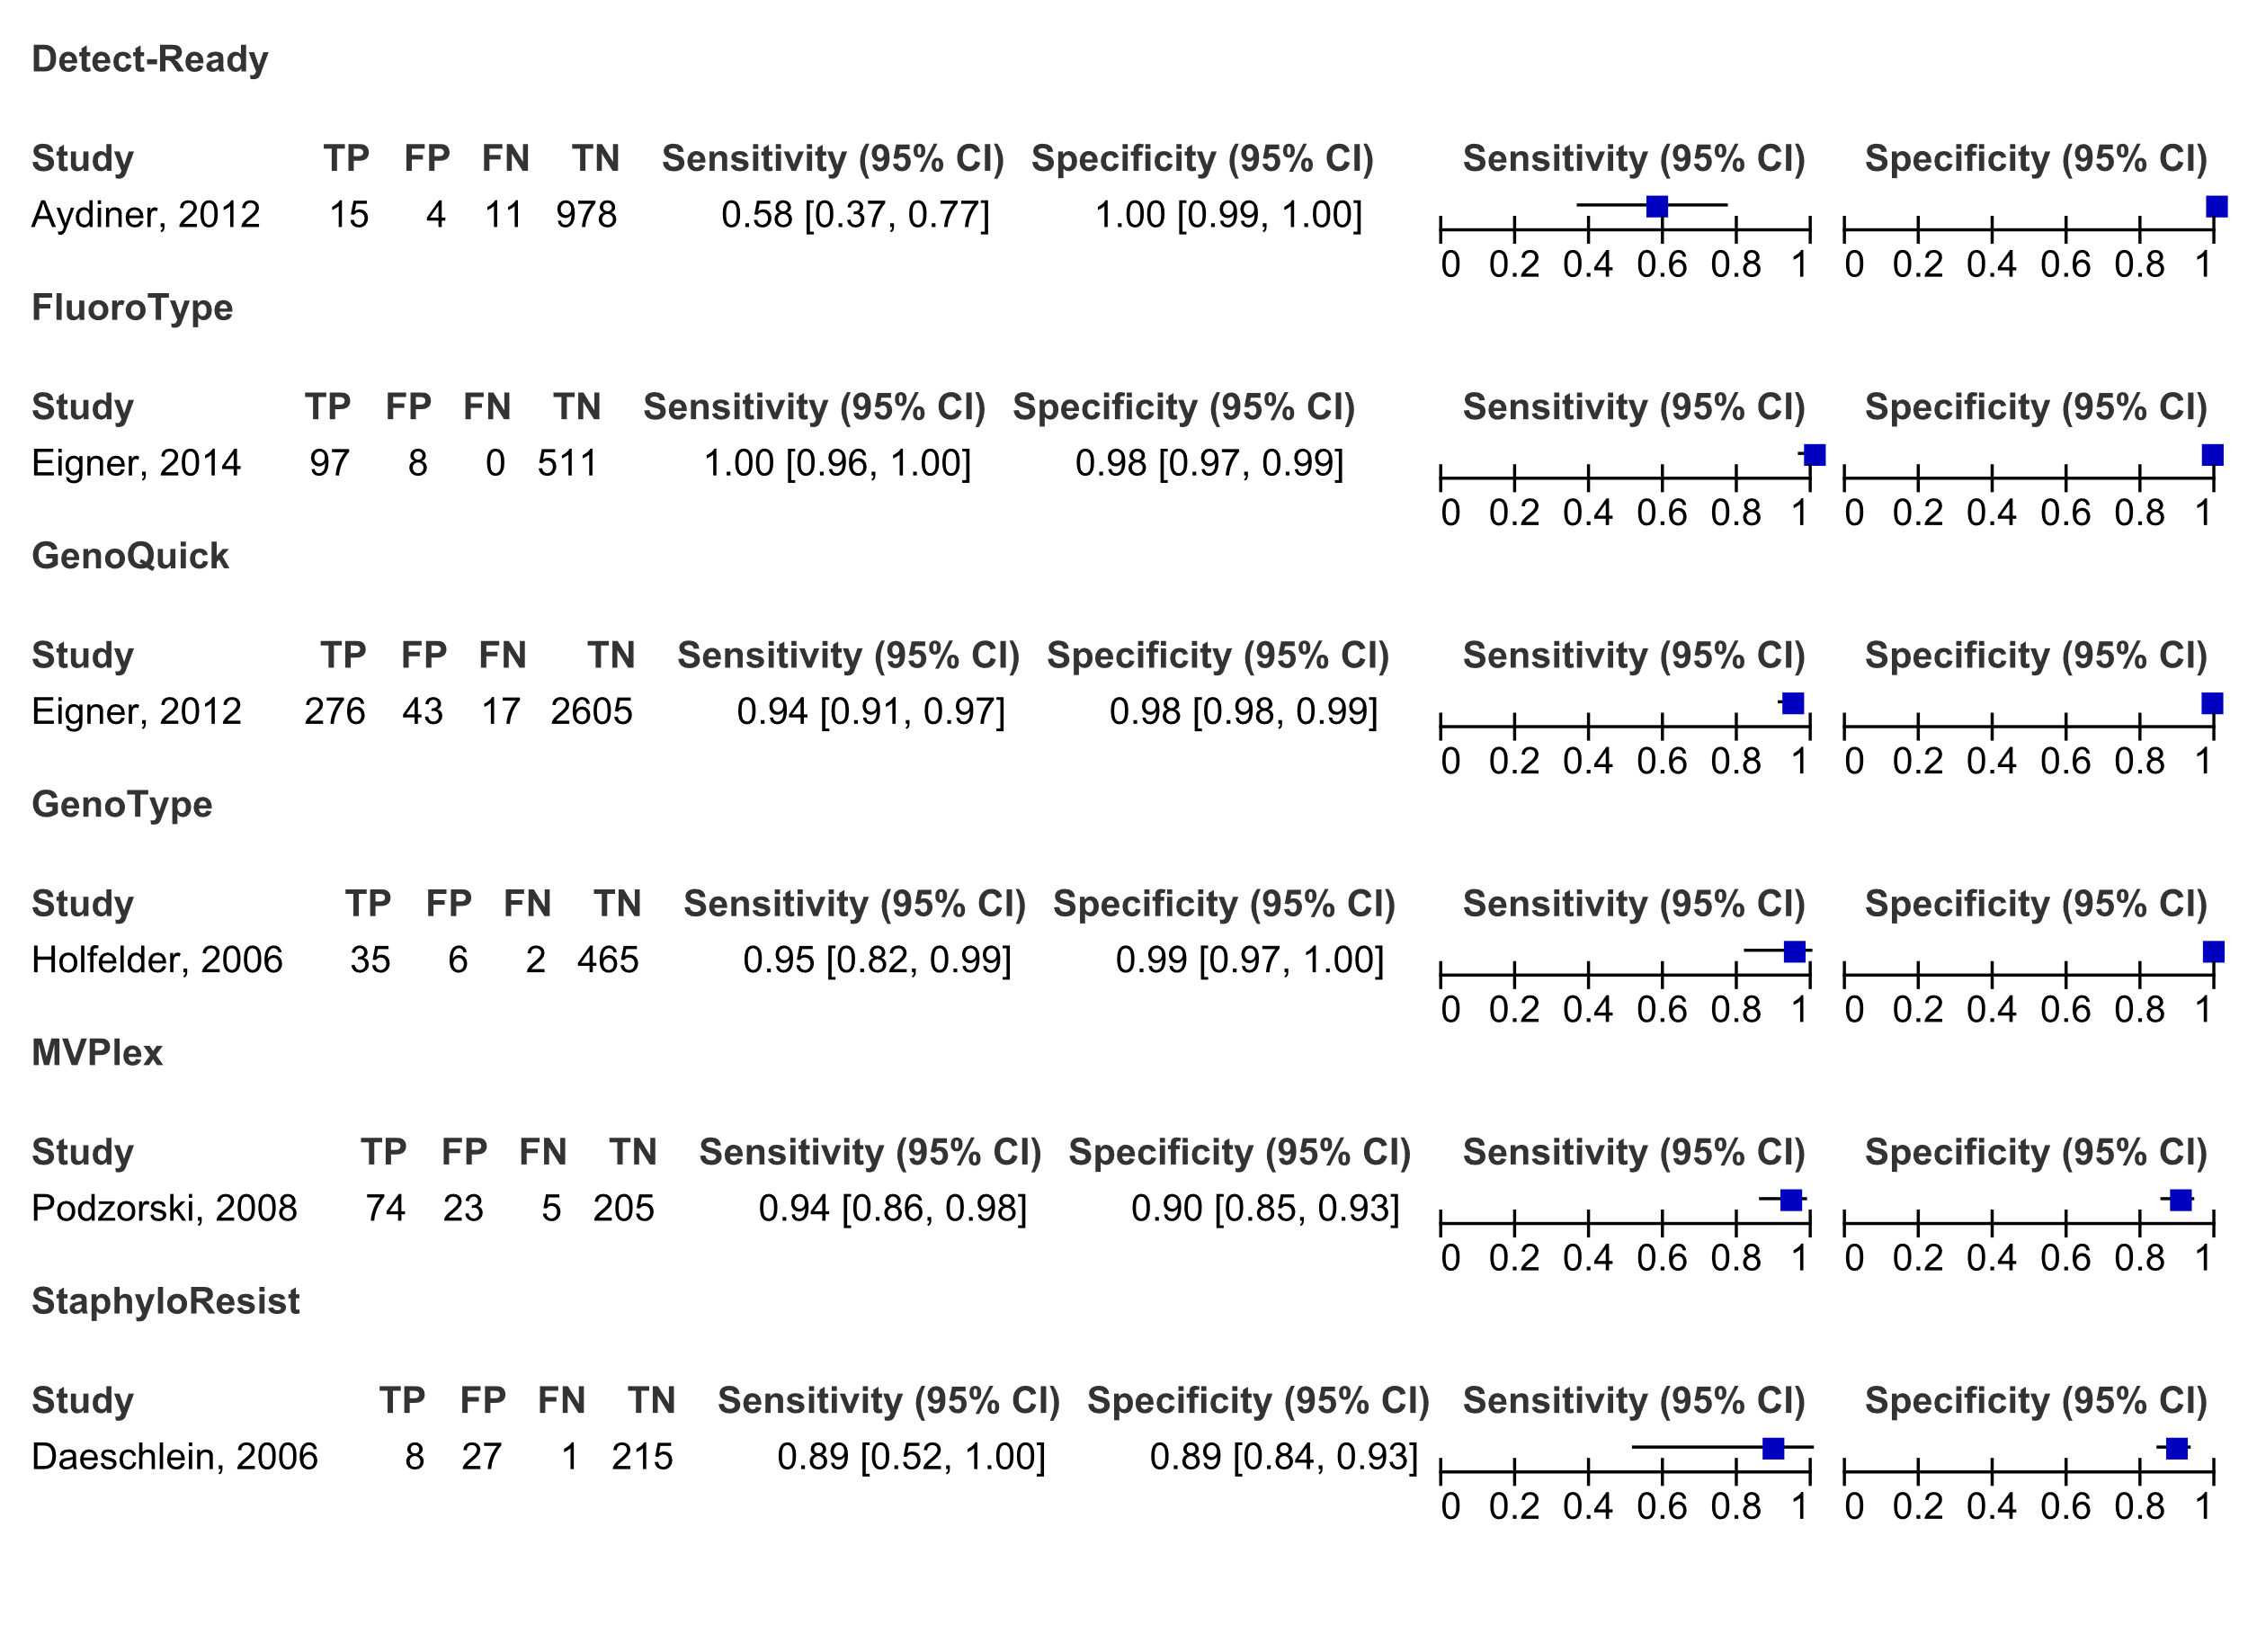 Detect-Ready
Study TP FP FN TN Sensitivity (95% CI) Specificity (95% CI) Sensitivity (95% CI) Specificity (95% CI)
Aydiner, 2012 15 4 11 978 0.58 [0.37, 0.77] 1.00 [0.99, 1.00]
0 0.2 0.4 0.6 0.8 1 0 0.2 0.4 0.6 0.8 1
FluoroType
Study TP FP FN TN Sensitivity (95% CI) Specificity (95% CI) Sensitivity (95% CI) Specificity (95% CI)
Eigner, 2014 97 8 0 511 1.00 [0.96, 1.00] 0.98 [0.97, 0.99]
0 0.2 0.4 0.6 0.8 1 0 0.2 0.4 0.6 0.8 1
GenoQuick
Study TP FP FN TN Sensitivity (95% CI) Specificity (95% CI) Sensitivity (95% CI) Specificity (95% CI)
Eigner, 2012 276 43 17 2605 0.94 [0.91, 0.97] 0.98 [0.98, 0.99]
0 0.2 0.4 0.6 0.8 1 0 0.2 0.4 0.6 0.8 1
GenoType
Study TP FP FN TN Sensitivity (95% CI) Specificity (95% CI) Sensitivity (95% CI) Specificity (95% CI)
Holfelder, 2006 35 6 2 465 0.95 [0.82, 0.99] 0.99 [0.97, 1.00]
0 0.2 0.4 0.6 0.8 1 0 0.2 0.4 0.6 0.8 1
MVPlex
Study TP FP FN TN Sensitivity (95% CI) Specificity (95% CI) Sensitivity (95% CI) Specificity (95% CI)
Podzorski, 2008 74 23 5 205 0.94 [0.86, 0.98] 0.90 [0.85, 0.93]
0 0.2 0.4 0.6 0.8 1 0 0.2 0.4 0.6 0.8 1
StaphyloResist
Study TP FP FN TN Sensitivity (95% CI) Specificity (95% CI) Sensitivity (95% CI) Specificity (95% CI)
Daeschlein, 2006 8 27 1 215 0.89 [0.52, 1.00] 0.89 [0.84, 0.93]
0 0.2 0.4 0.6 0.8 1 0 0.2 0.4 0.6 0.8 1